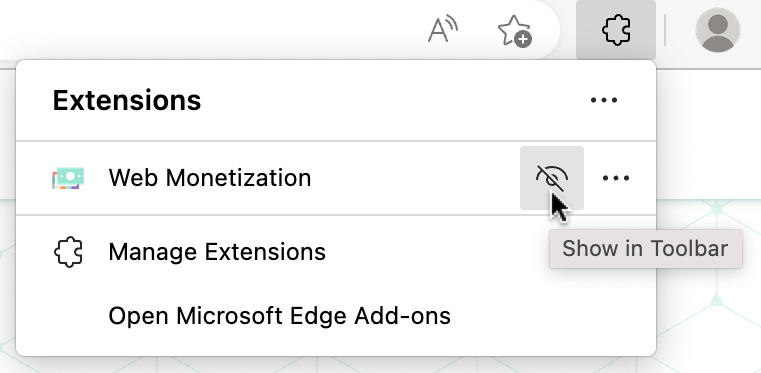 A
Extensions
Web Monetization
Show in Toolbar
Manage Extensions
Open Microsoft Edge Add-ons